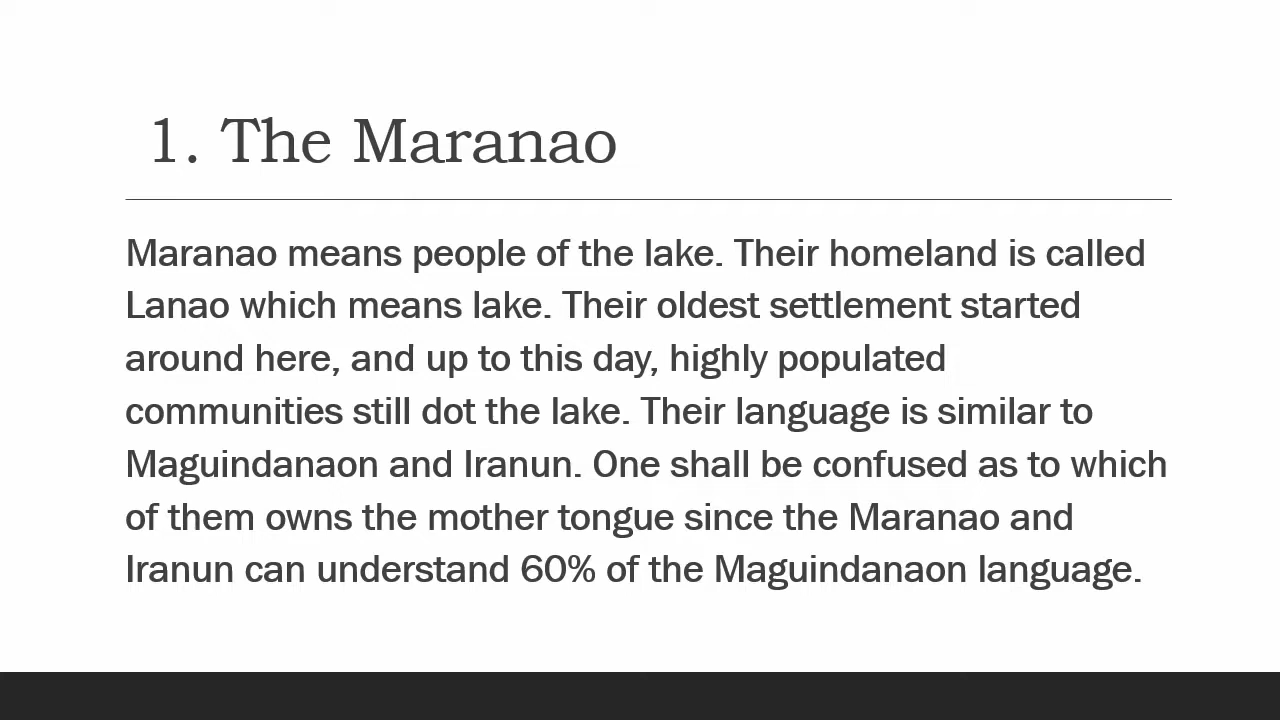 1. The Maranao
Maranao means people of the lake. Their homeland is called
Lanao which means lake. Their oldest settlement started
around here, and up to this day, highly populated
communities still dot the lake. Their language is similar to
Maguindanaon and Iranun. One shall be confused as to which
of them owns the mother tongue since the Maranao and
Iranun can understand 60% of the Maguindanaon language.